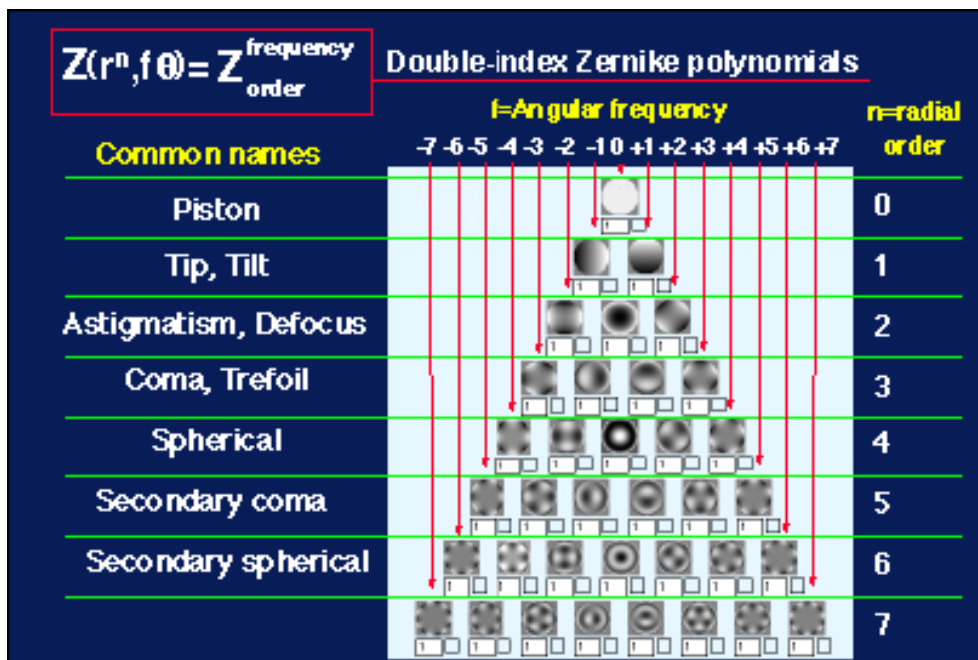 Z(rⁿ,fθ)=Z frequency order
Double-index Zernike polynomials
f=Angular frequency
n=radial order
Common names
-7 -6 -5 -4 -3 -2 -1 0 +1 +2 +3 +4 +5 +6 +7
Piston 0
Tip, Tilt 1
Astigmatism, Defocus 2
Coma, Trefoil 3
Spherical 4
Secondary coma 5
Secondary spherical 6
7